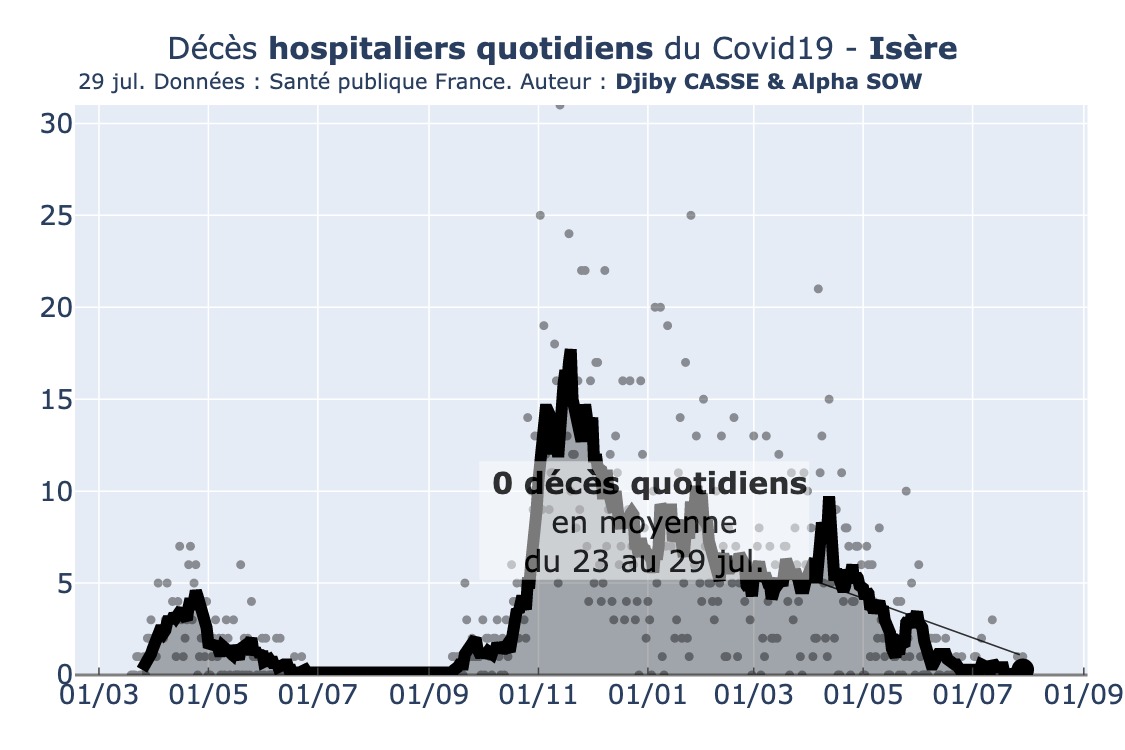 Décès hospitaliers quotidiens du Covid19 - Isère
29 jul. Données : Santé publique France. Auteur : Djiby CASSE & Alpha SOW
30
25
20
15
10
5
0
0 décès quotidiens
en moyenne
du 23 au 29 jul.
01/03 01/05 01/07 01/09 01/11 01/01 01/03 01/05 01/07 01/09